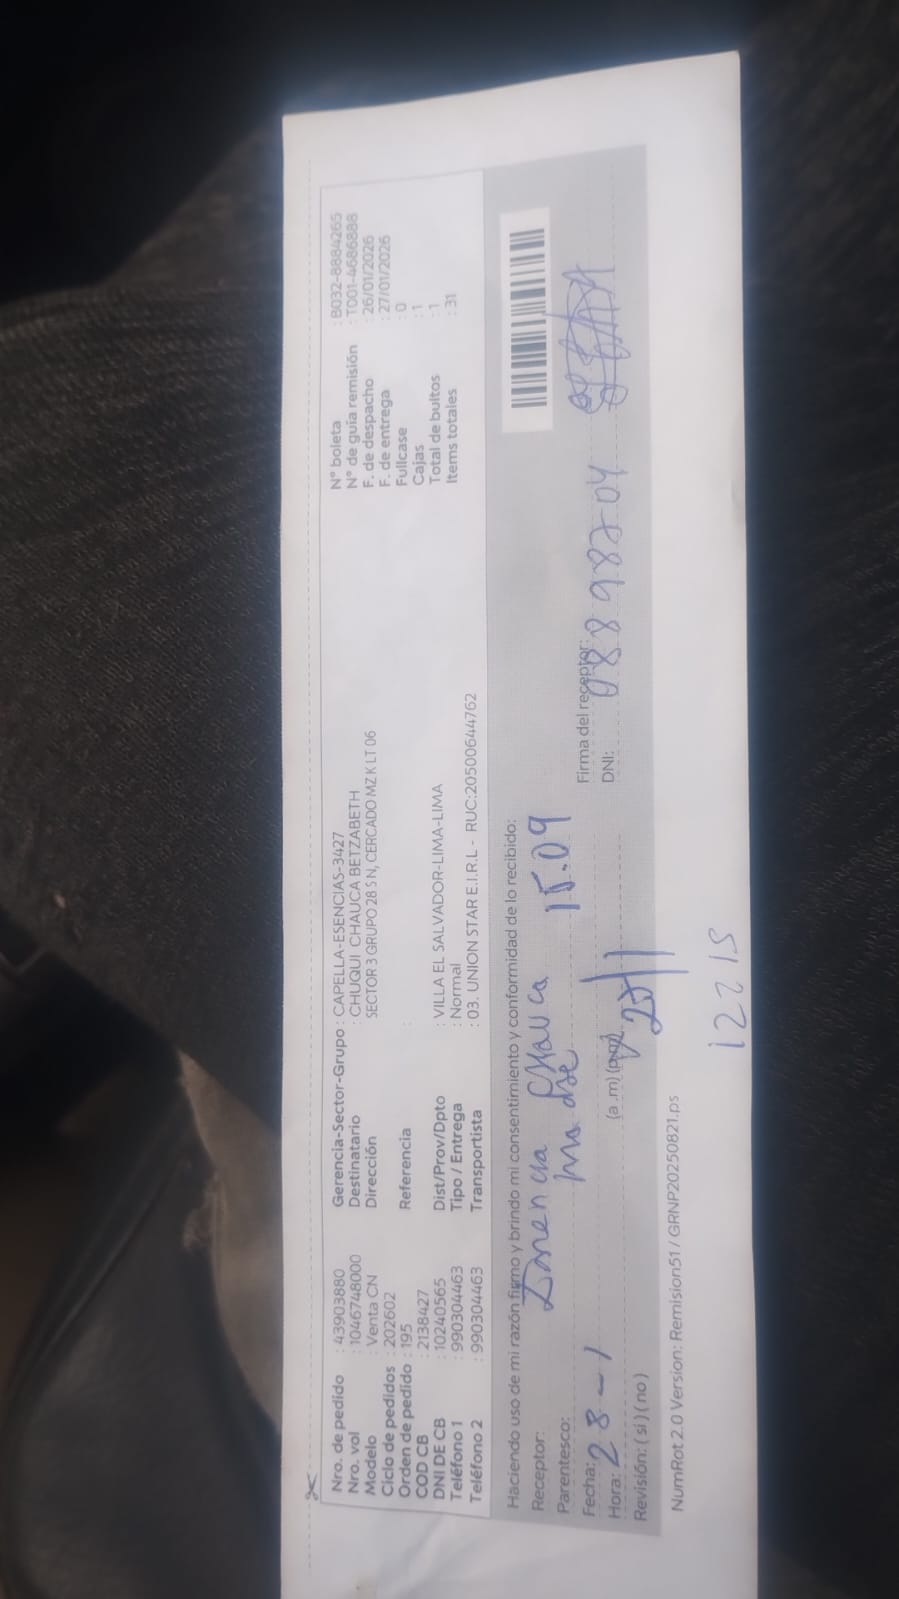 Nro. de pedido : 43903880
Nro. vol : 1046748000
Modelo : Venta CN
Ciclo de pedidos : 202602
Orden de pedido : 195
COD CB : 2138427
DNI DE CB : 10240565
Teléfono 1 : 990304463
Teléfono 2 : 990304463
Gerencia-Sector-Grupo : CAPELLA-ESENCIAS-3427
Destinatario : CHUQUI CHAUCA BETZABETH
Dirección SECTOR 3 GRUPO 28 S N, CERCADO MZ K LT 06
Referencia :
Dist/Prov/Dpto : VILLA EL SALVADOR-LIMA-LIMA
Tipo / Entrega : Normal
Transportista : 03. UNION STAR E.I.R.L - RUC:20500644762
N° boleta : B032-8884265
N° de guia remisión : T001-4686888
F. de despacho : 26/01/2026
F. de entrega : 27/01/2026
Fullcase : 0
Cajas : 1
Total de bultos : 1
Items totales : 31
Haciendo uso de mi razón firmo y brindo mi consentimiento y conformidad de lo recibido:
Receptor: Chauca 15.09
Parentesco: madre
Firma del receptor:
Fecha: 28-1
Hora: (a.m) (p.m)
DNI:
Revisión: ( si ) ( no )
NumRot 2.0 Version: Remision51 / GRNP20250821.ps